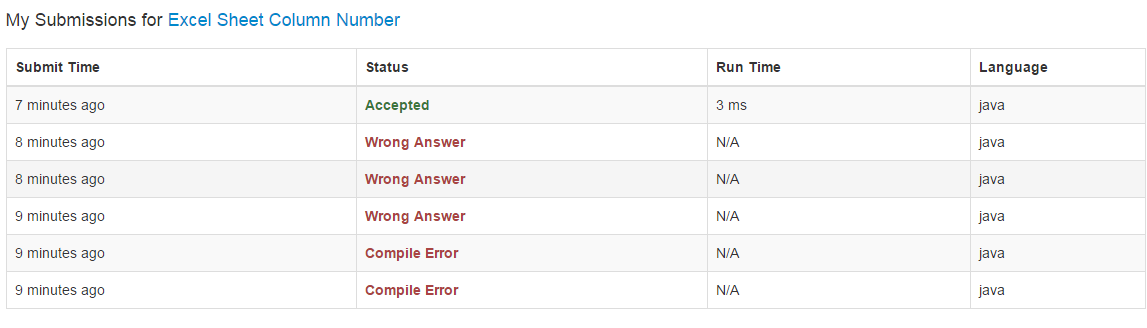 My Submissions for Excel Sheet Column Number
Submit Time Status Run Time Language
7 minutes ago Accepted 3 ms java
8 minutes ago Wrong Answer N/A java
8 minutes ago Wrong Answer N/A java
9 minutes ago Wrong Answer N/A java
9 minutes ago Compile Error N/A java
9 minutes ago Compile Error N/A java